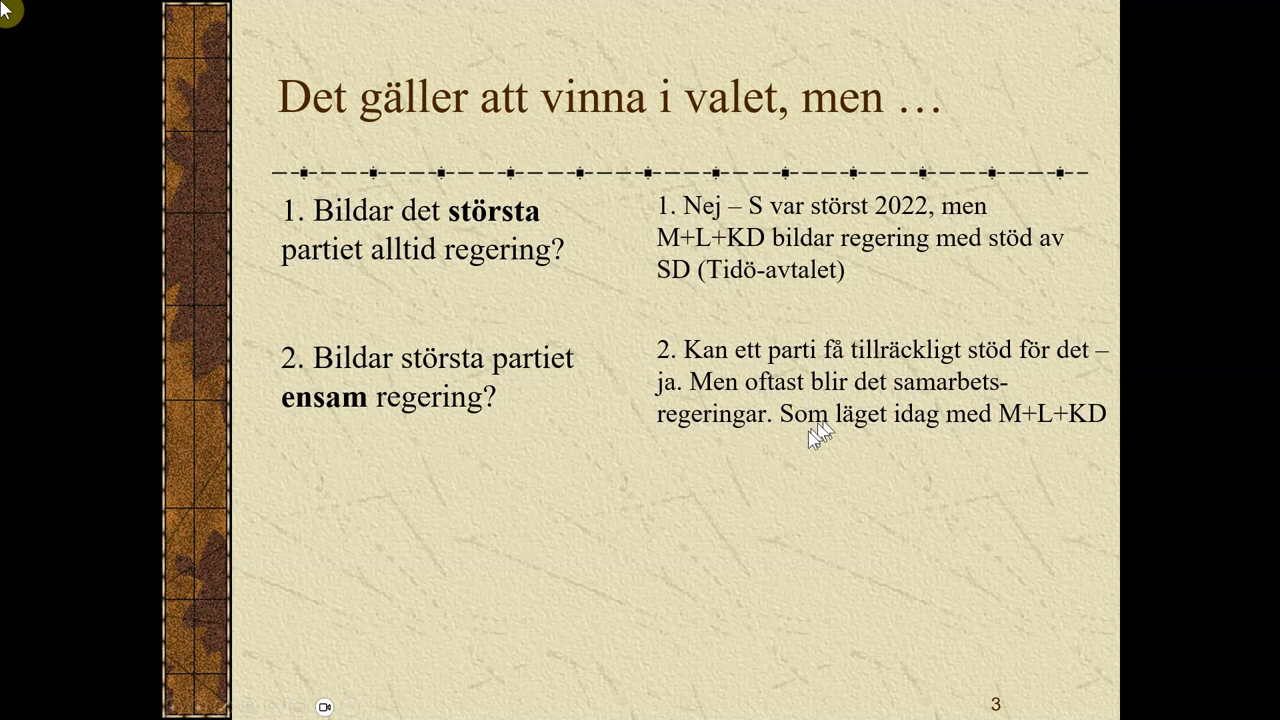 Det gäller att vinna i valet, men …
1. Bildar det största
partiet alltid regering?
2. Bildar största partiet
ensam regering?
1. Nej – S var störst 2022, men
M+L+KD bildar regering med stöd av
SD (Tidö-avtalet)
2. Kan ett parti få tillräckligt stöd för det –
ja. Men oftast blir det samarbets-
regeringar. Som läget idag med M+L+KD
3